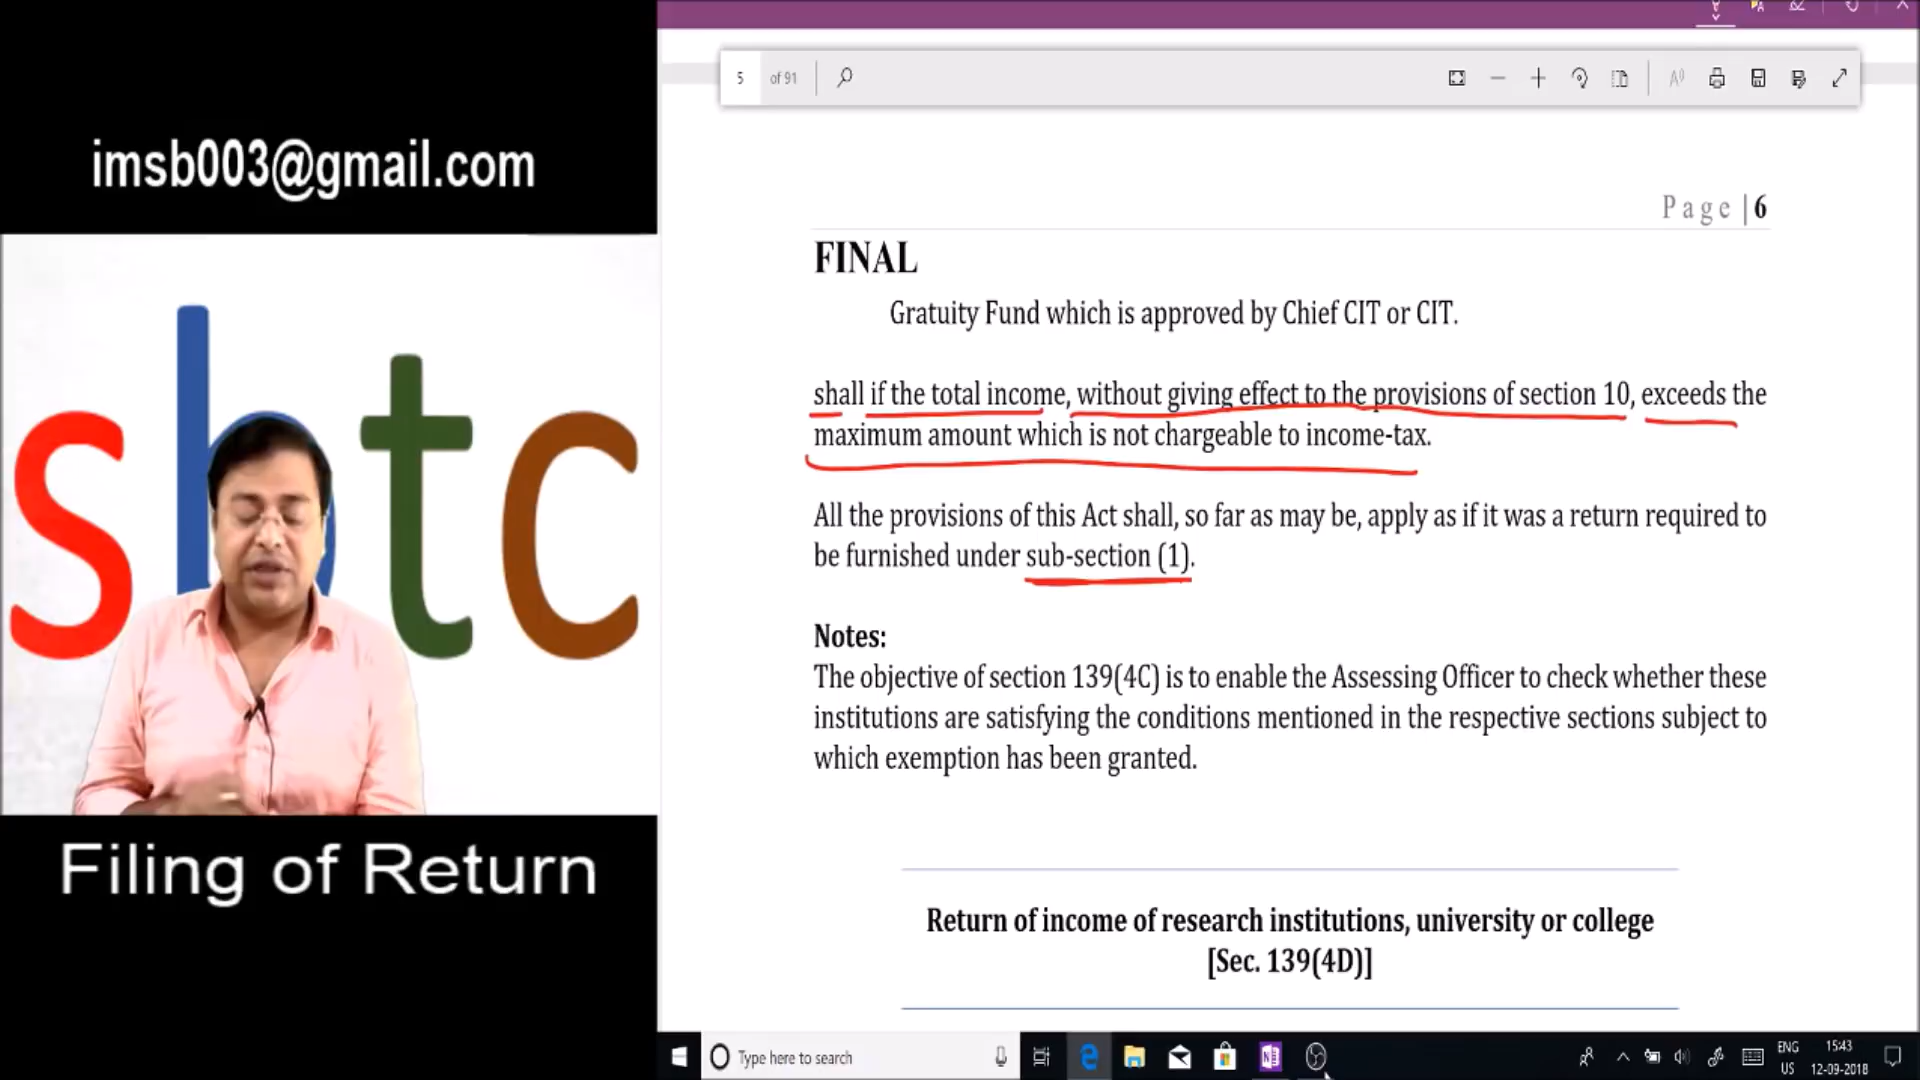 imsb003@gmail.com
sbtc
Filing of Return
5 of 91
Page | 6
FINAL
Gratuity Fund which is approved by Chief CIT or CIT.
shall if the total income, without giving effect to the provisions of section 10, exceeds the
maximum amount which is not chargeable to income-tax.
All the provisions of this Act shall, so far as may be, apply as if it was a return required to
be furnished under sub-section (1).
Notes:
The objective of section 139(4C) is to enable the Assessing Officer to check whether these
institutions are satisfying the conditions mentioned in the respective sections subject to
which exemption has been granted.
Return of income of research institutions, university or college
[Sec. 139(4D)]
Type here to search
ENG
US
15:43
12-09-2018